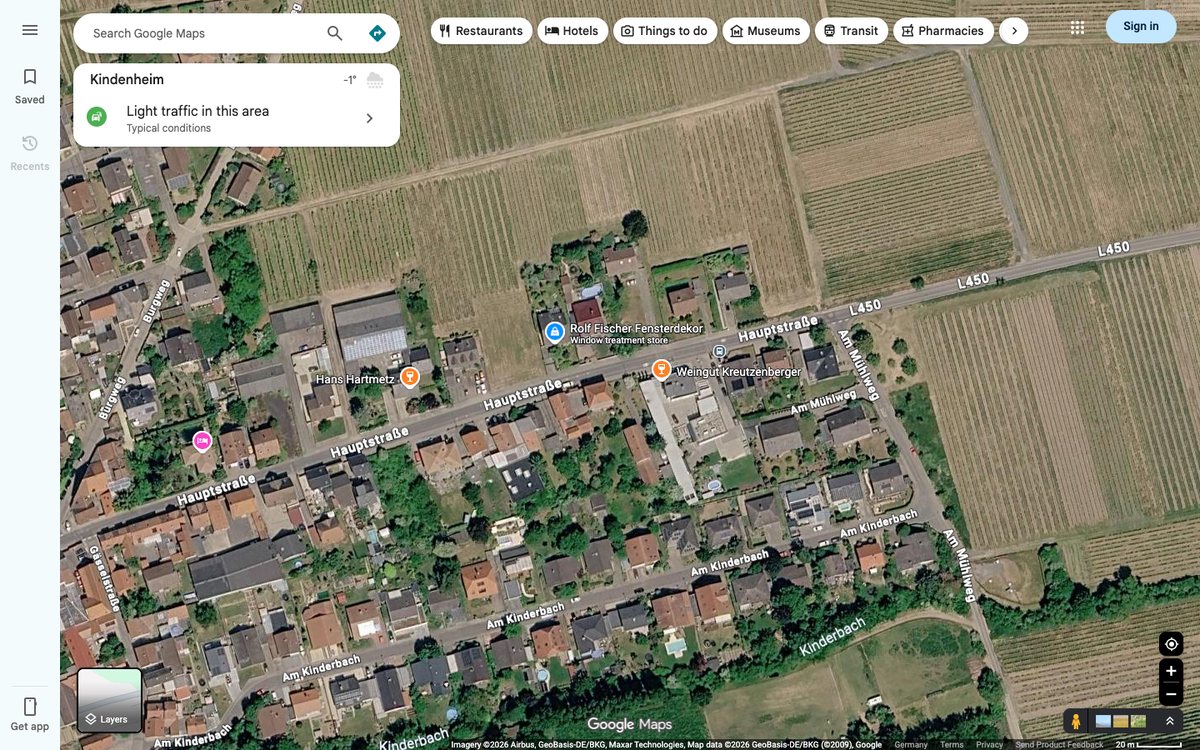 Search Google Maps
Restaurants
Hotels
Things to do
Museums
Transit
Pharmacies
Sign in
Saved
Recents
Get app
Kindenheim
-1°
Light traffic in this area
Typical conditions
L450
L450
L450
Burgweg
Burgweg
Hauptstraße
Rolf Fischer Fensterdekor
Window treatment store
Hans Hartmetz
Weingut Kreutzenberger
Hauptstraße
Hauptstraße
Hauptstraße
Am Mühlweg
Am Mühlweg
Am Mühlweg
Gässelstraße
Am Kinderbach
Am Kinderbach
Am Kinderbach
Am Kinderbach
Am Kinderbach
Kinderbach
Kinderbach
Layers
Google Maps
Imagery ©2026 Airbus, GeoBasis-DE/BKG, Maxar Technologies, Map data ©2026 GeoBasis-DE/BKG (©2009), Google
Germany
Terms
Privacy
Send Product Feedback
20 m